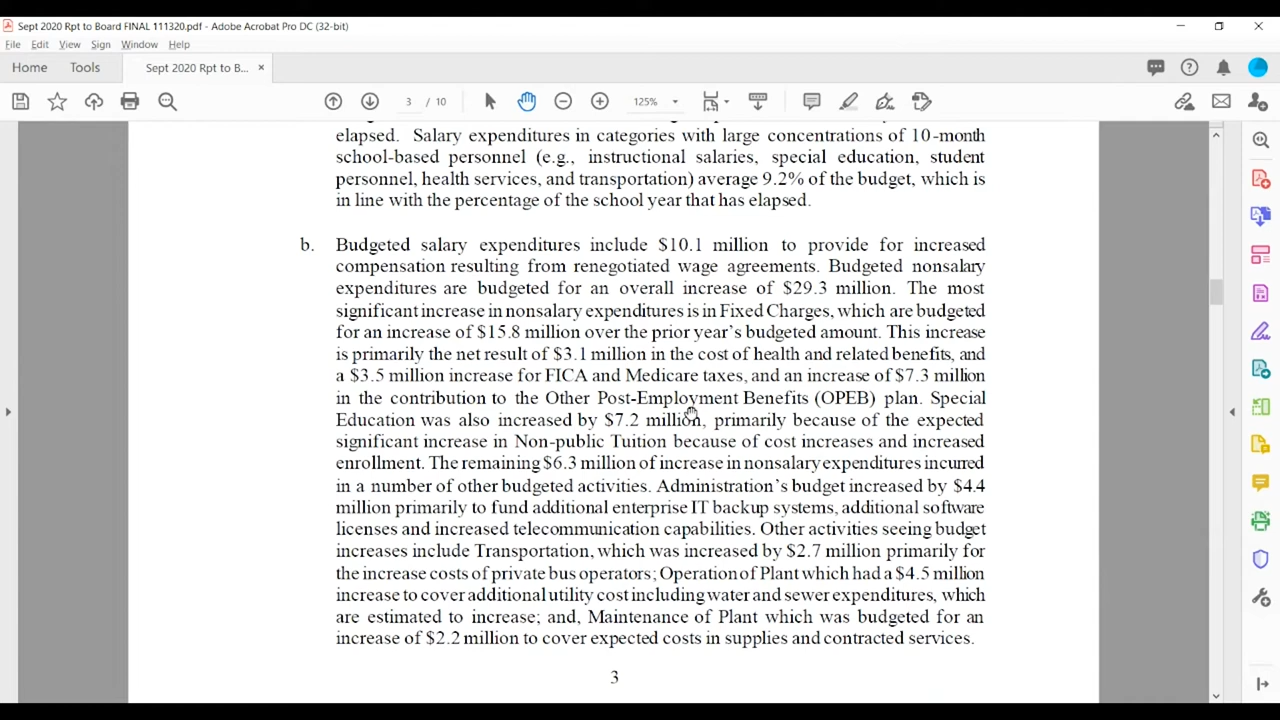 Sept 2020 Rpt to Board FINAL 111320.pdf - Adobe Acrobat Pro DC (32-bit)
File Edit View Sign Window Help
Home Tools Sept 2020 Rpt to B... ×
3 / 10 125%
elapsed. Salary expenditures in categories with large concentrations of 10-month
school-based personnel (e.g., instructional salaries, special education, student
personnel, health services, and transportation) average 9.2% of the budget, which is
in line with the percentage of the school year that has elapsed.
b. Budgeted salary expenditures include $10.1 million to provide for increased
compensation resulting from renegotiated wage agreements. Budgeted nonsalary
expenditures are budgeted for an overall increase of $29.3 million. The most
significant increase in nonsalary expenditures is in Fixed Charges, which are budgeted
for an increase of $15.8 million over the prior year's budgeted amount. This increase
is primarily the net result of $3.1 million in the cost of health and related benefits, and
a $3.5 million increase for FICA and Medicare taxes, and an increase of $7.3 million
in the contribution to the Other Post-Employment Benefits (OPEB) plan. Special
Education was also increased by $7.2 million, primarily because of the expected
significant increase in Non-public Tuition because of cost increases and increased
enrollment. The remaining $6.3 million of increase in nonsalary expenditures incurred
in a number of other budgeted activities. Administration's budget increased by $4.4
million primarily to fund additional enterprise IT backup systems, additional software
licenses and increased telecommunication capabilities. Other activities seeing budget
increases include Transportation, which was increased by $2.7 million primarily for
the increase costs of private bus operators; Operation of Plant which had a $4.5 million
increase to cover additional utility cost including water and sewer expenditures, which
are estimated to increase; and, Maintenance of Plant which was budgeted for an
increase of $2.2 million to cover expected costs in supplies and contracted services.
3